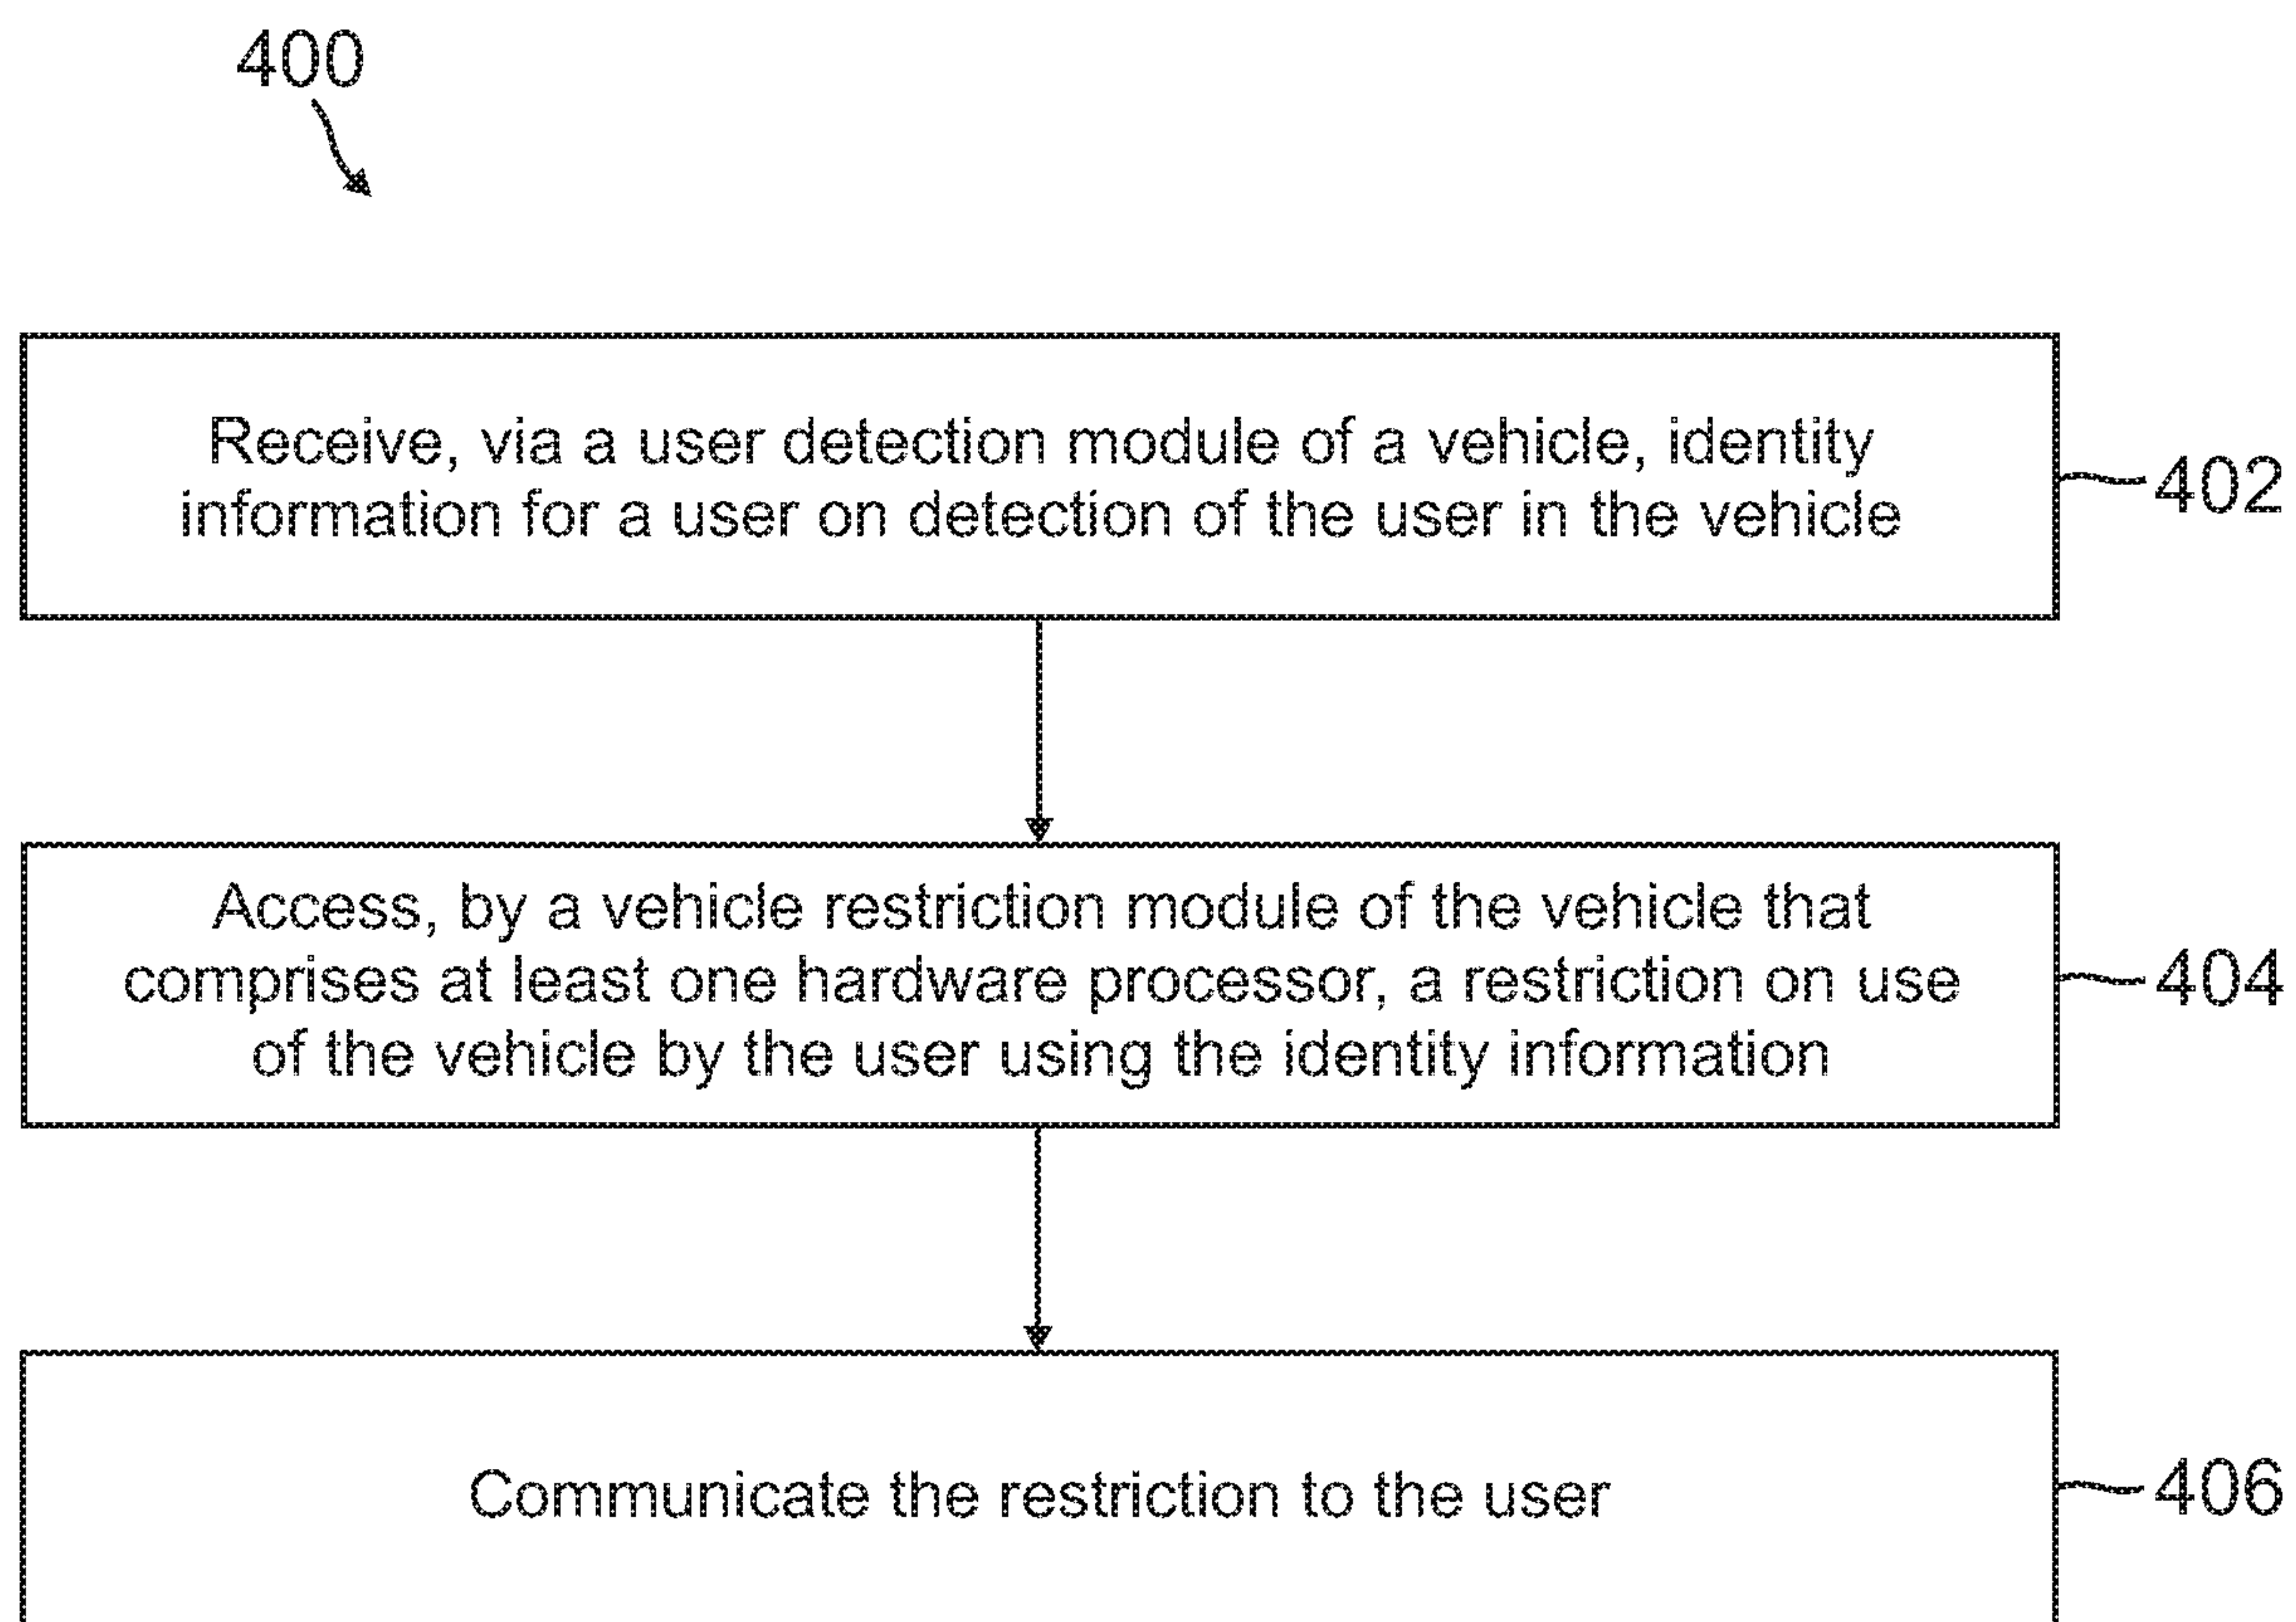 400
Receive, via a user detection module of a vehicle, identity
information for a user on detection of the user in the vehicle
402
Access, by a vehicle restriction module of the vehicle that
comprises at least one hardware processor, a restriction on use
of the vehicle by the user using the identity information
404
Communicate the restriction to the user
406